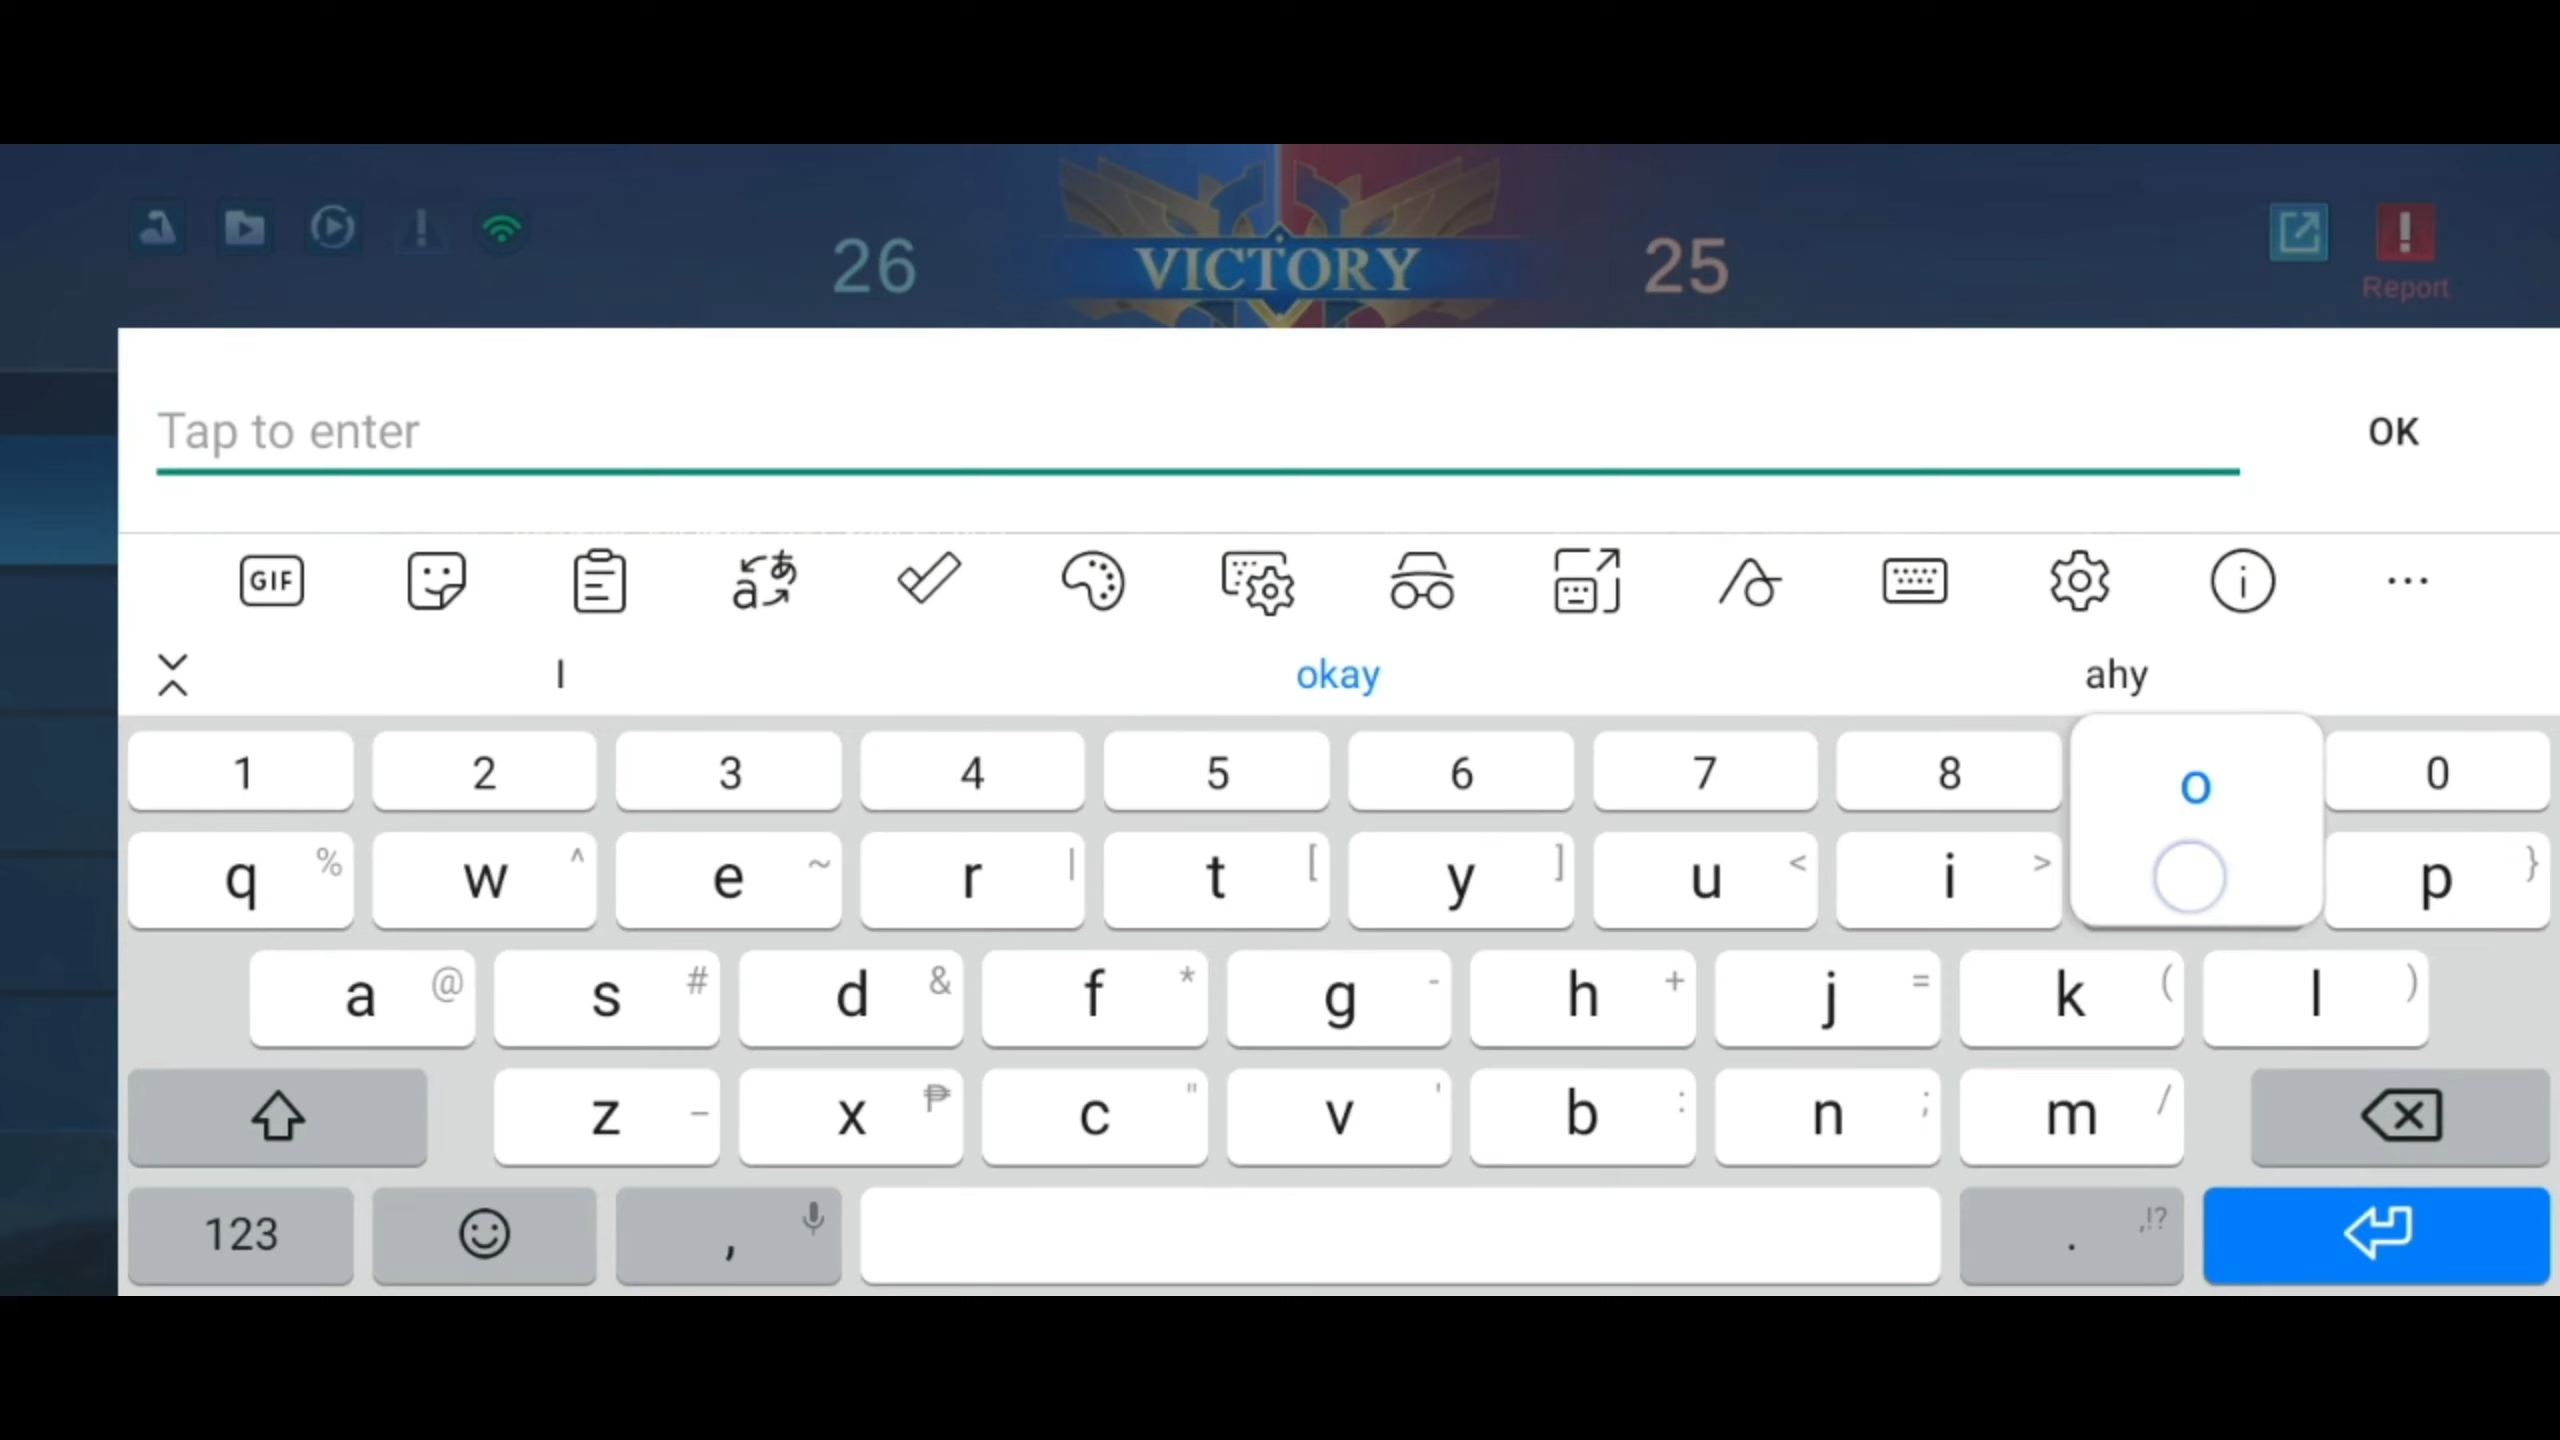 26 VICTORY 25
Report
Tap to enter OK
GIF a あ
I okay ahy
1 2 3 4 5 6 7 8 0
o
q % w ^ e ~ r | t [ y ] u < i > p }
a @ s # d & f * g - h + j = k ( l )
z _ x ₱ c " v ' b : n ; m /
123 , . ,!?